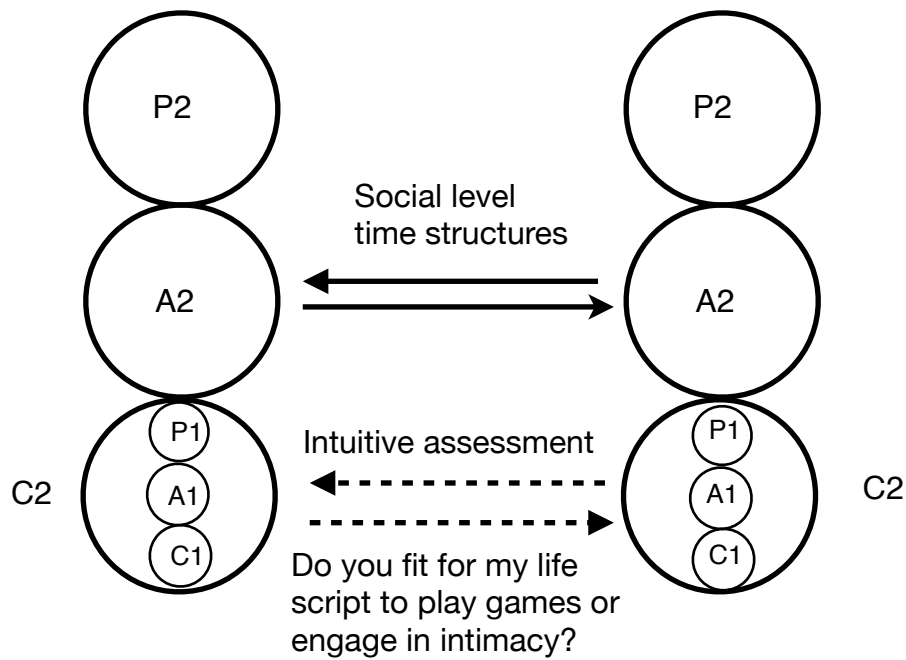 P2
P2
Social level
time structures
A2
A2
P1
P1
Intuitive assessment
C2
A1
A1
C2
C1
C1
Do you fit for my life
script to play games or
engage in intimacy?